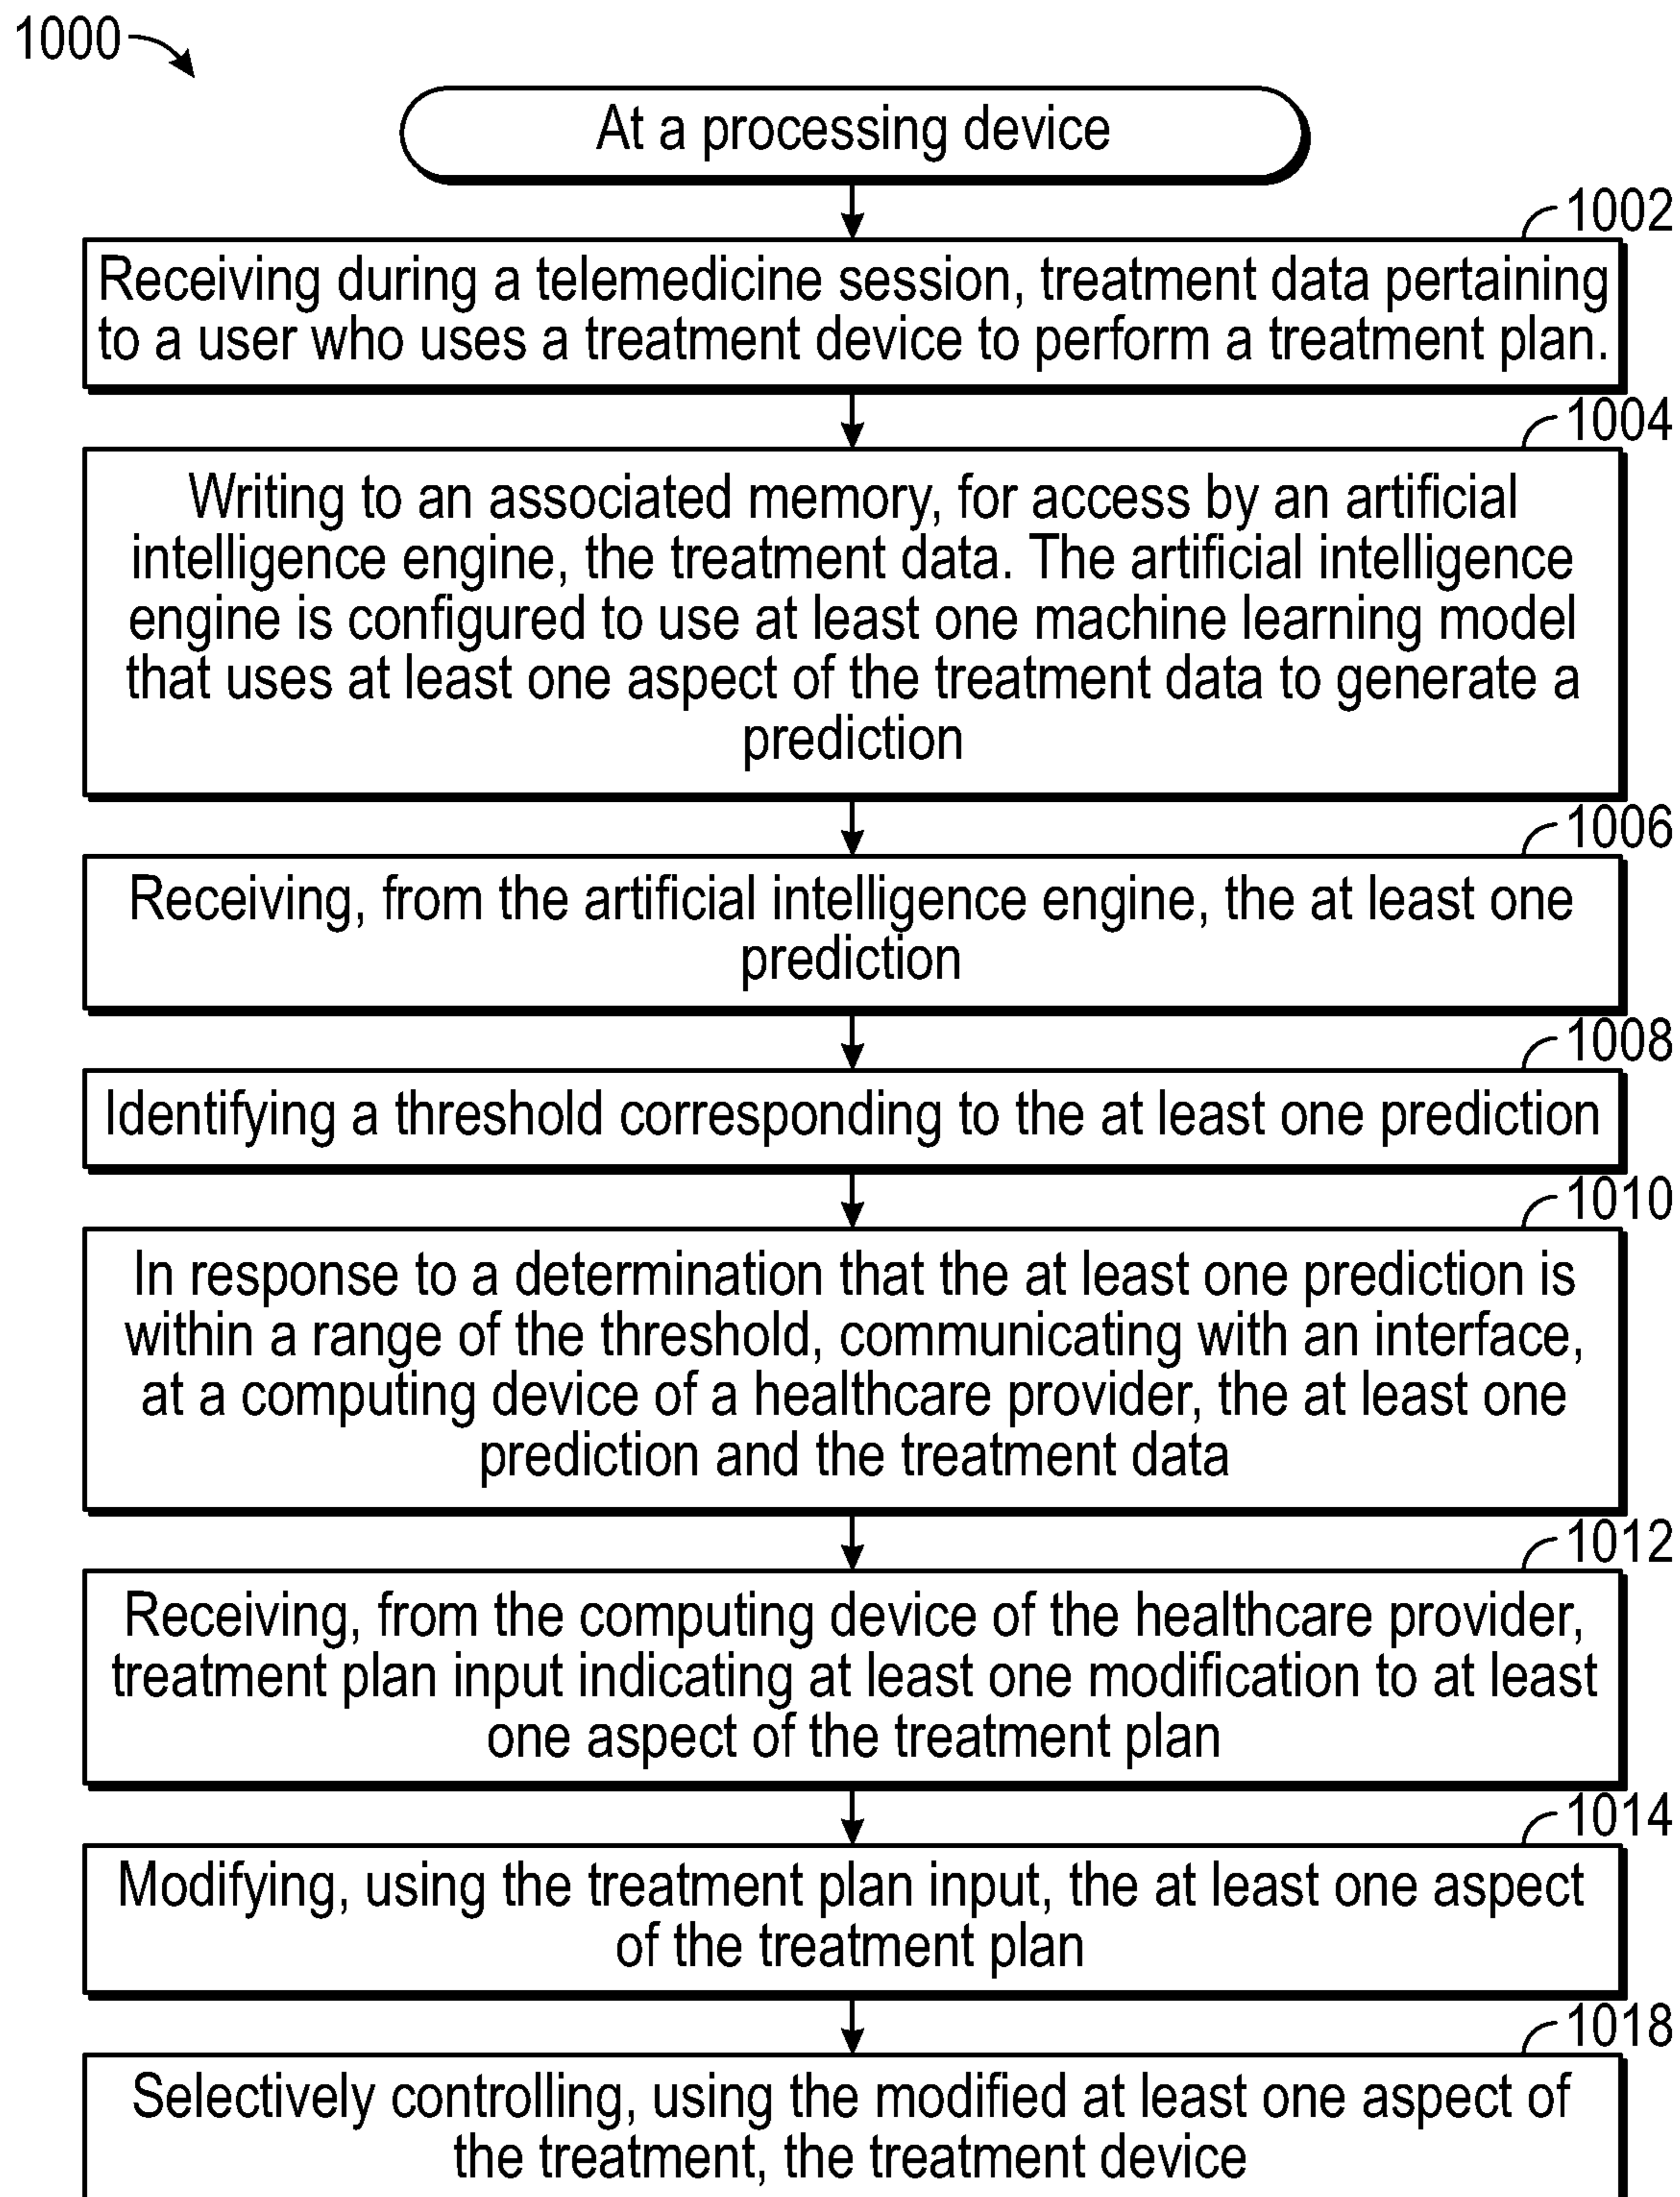 1000
At a processing device
1002
Receiving during a telemedicine session, treatment data pertaining
to a user who uses a treatment device to perform a treatment plan.
1004
Writing to an associated memory, for access by an artificial
intelligence engine, the treatment data. The artificial intelligence
engine is configured to use at least one machine learning model
that uses at least one aspect of the treatment data to generate a
prediction
1006
Receiving, from the artificial intelligence engine, the at least one
prediction
1008
Identifying a threshold corresponding to the at least one prediction
1010
In response to a determination that the at least one prediction is
within a range of the threshold, communicating with an interface,
at a computing device of a healthcare provider, the at least one
prediction and the treatment data
1012
Receiving, from the computing device of the healthcare provider,
treatment plan input indicating at least one modification to at least
one aspect of the treatment plan
1014
Modifying, using the treatment plan input, the at least one aspect
of the treatment plan
1018
Selectively controlling, using the modified at least one aspect of
the treatment, the treatment device